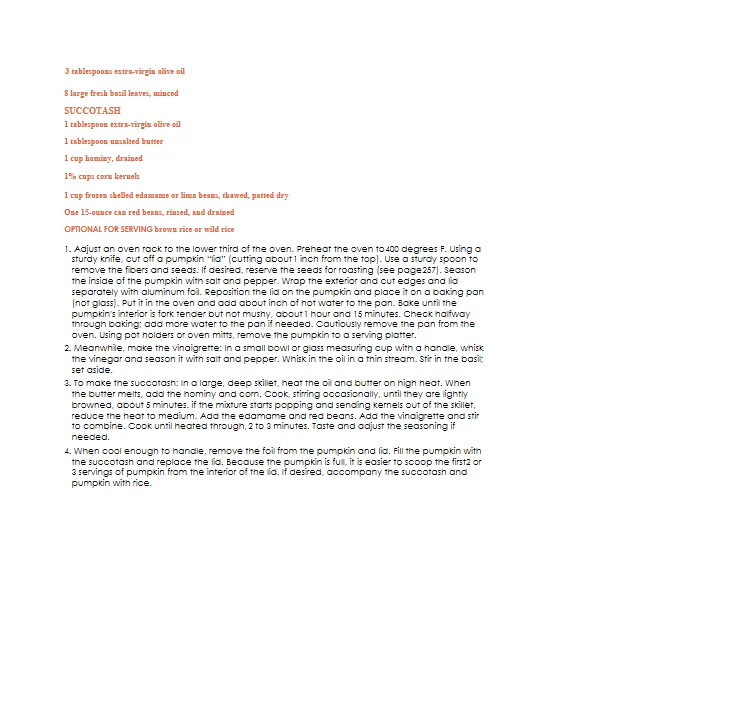 3 tablespoons extra-virgin olive oil
8 large fresh basil leaves, minced
SUCCOTASH
1 tablespoon extra-virgin olive oil
1 tablespoon unsalted butter
1 cup hominy, drained
1% cups corn kernels
1 cup frozen shelled edamame or lima beans, thawed, patted dry
One 15-ounce can red beans, rinsed, and drained
OPTIONAL FOR SERVING brown rice or wild rice
1. Adjust an oven rack to the lower third of the oven. Preheat the oven to 400 degrees F. Using a
sturdy knife, cut off a pumpkin “lid” (cutting about 1 inch from the top). Use a sturdy spoon to
remove the fibers and seeds. If desired, reserve the seeds for roasting (see page 257). Season
the inside of the pumpkin with salt and pepper. Wrap the exterior and cut edges and lid
separately with aluminum foil. Reposition the lid on the pumpkin and place it on a baking pan
(not glass). Put it in the oven and add about inch of hot water to the pan. Bake until the
pumpkin's interior is fork tender but not mushy, about 1 hour and 15 minutes. Check halfway
through baking; add more water to the pan if needed. Cautiously remove the pan from the
oven. Using pot holders or oven mitts, remove the pumpkin to a serving platter.
2. Meanwhile, make the vinaigrette: In a small bowl or glass measuring cup with a handle, whisk
the vinegar and season it with salt and pepper. Whisk in the oil in a thin stream. Stir in the basil;
set aside.
3. To make the succotash: In a large, deep skillet, heat the oil and butter on high heat. When
the butter melts, add the hominy and corn. Cook, stirring occasionally, until they are lightly
browned, about 5 minutes. if the mixture starts popping and sending kernels out of the skillet,
reduce the heat to medium. Add the edamame and red beans. Add the vinaigrette and stir
to combine. Cook until heated through, 2 to 3 minutes. Taste and adjust the seasoning if
needed.
4. When cool enough to handle, remove the foil from the pumpkin and lid. Fill the pumpkin with
the succotash and replace the lid. Because the pumpkin is full, it is easier to scoop the first2 or
3 servings of pumpkin from the interior of the lid. If desired, accompany the succotash and
pumpkin with rice.